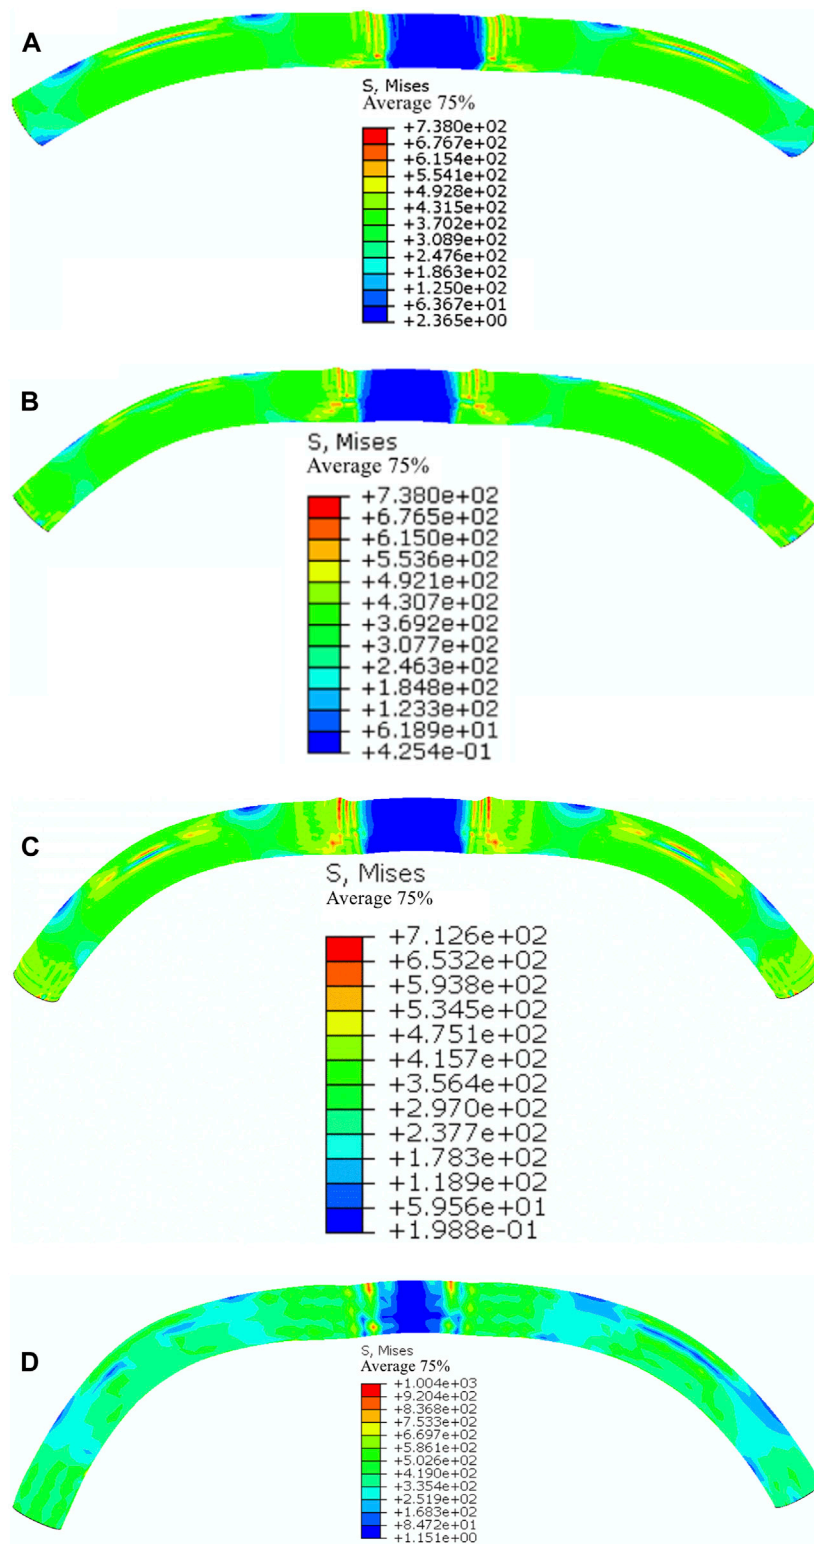 A
S, Mises
Average 75%
+7.380e+02
+6.767e+02
+6.154e+02
+5.541e+02
+4.928e+02
+4.315e+02
+3.702e+02
+3.089e+02
+2.476e+02
+1.863e+02
+1.250e+02
+6.367e+01
+2.365e+00
B
S, Mises
Average 75%
+7.380e+02
+6.765e+02
+6.150e+02
+5.536e+02
+4.921e+02
+4.307e+02
+3.692e+02
+3.077e+02
+2.463e+02
+1.848e+02
+1.233e+02
+6.189e+01
+4.254e-01
C
S, Mises
Average 75%
+7.126e+02
+6.532e+02
+5.938e+02
+5.345e+02
+4.751e+02
+4.157e+02
+3.564e+02
+2.970e+02
+2.377e+02
+1.783e+02
+1.189e+02
+5.956e+01
+1.988e-01
D
S, Mises
Average 75%
+1.004e+03
+9.204e+02
+8.368e+02
+7.533e+02
+6.697e+02
+5.861e+02
+5.026e+02
+4.190e+02
+3.354e+02
+2.519e+02
+1.683e+02
+8.472e+01
+1.151e+00